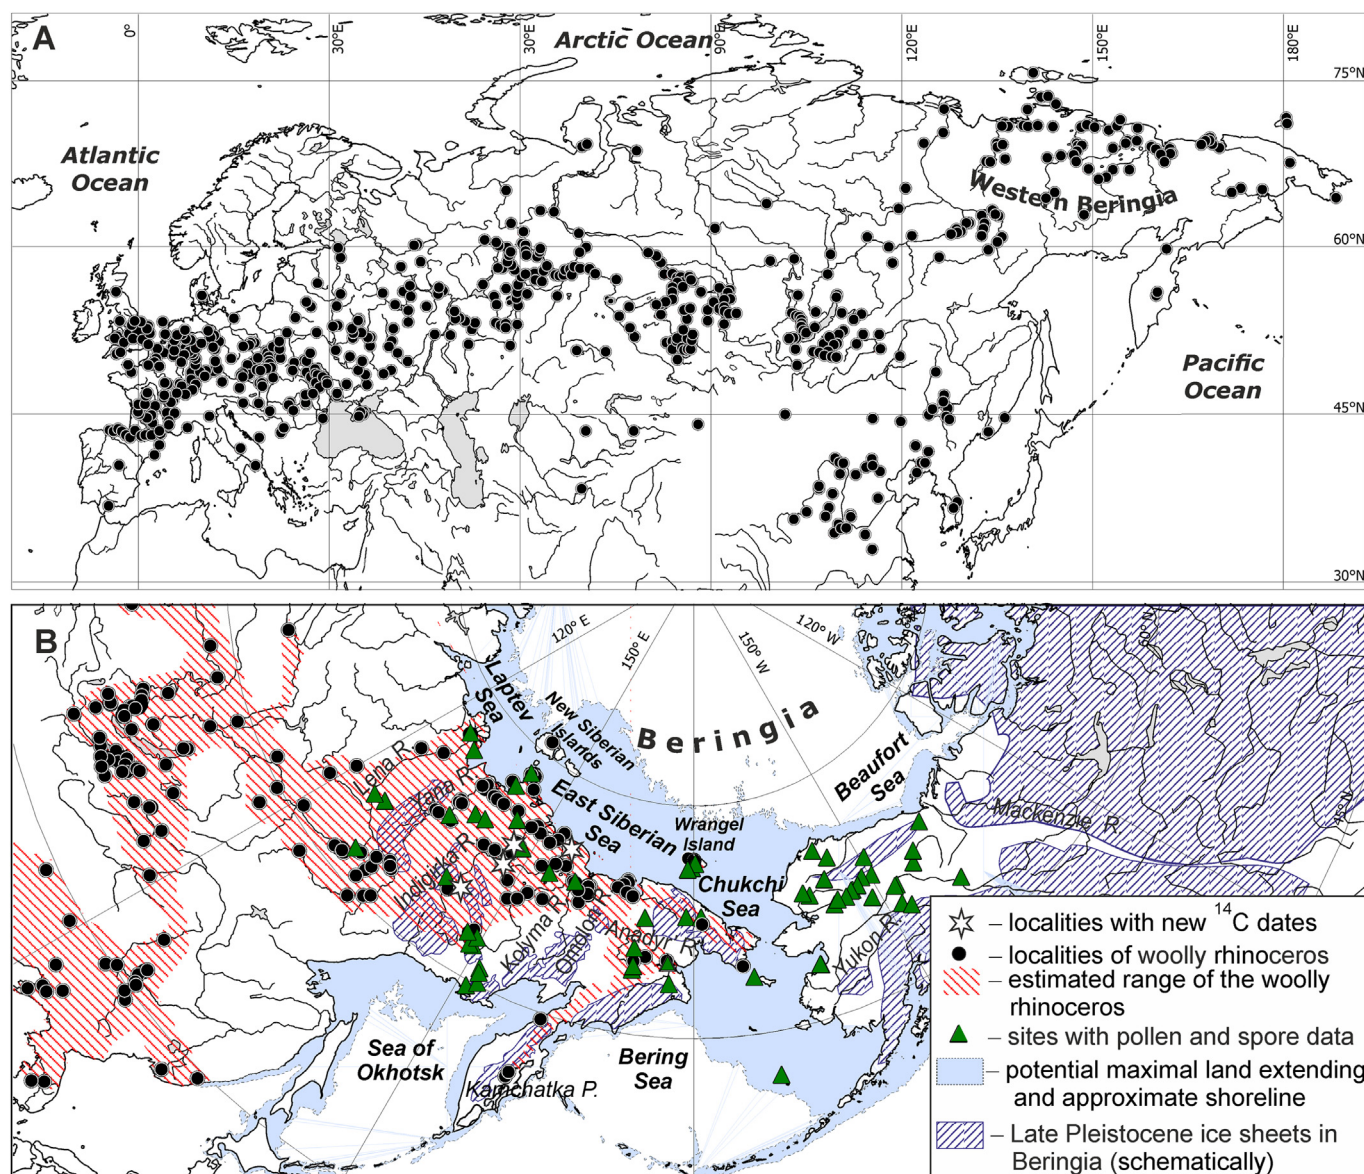 A
0°
30°E
30°E
90°E
120°E
150°E
180°E
Arctic Ocean
75°N
Atlantic
Ocean
Western Beringia
60°N
Pacific
Ocean
45°N
30°N
B
120° E
150° E
150° W
120° W
60° N
45° N
Laptev
Sea
New Siberian
Islands
Beringia
Beaufort
Sea
East Siberian
Sea
Wrangel
Island
Chukchi
Sea
Lena R.
Yana R.
Indigirka R.
Kolyma R.
Omolon R.
Anadyr R.
Mackenzie R.
Yukon R.
Sea of
Okhotsk
Kamchatka P.
Bering
Sea
– localities with new ¹⁴C dates
– localities of woolly rhinoceros
– estimated range of the woolly
rhinoceros
– sites with pollen and spore data
– potential maximal land extending
and approximate shoreline
– Late Pleistocene ice sheets in
Beringia (schematically)